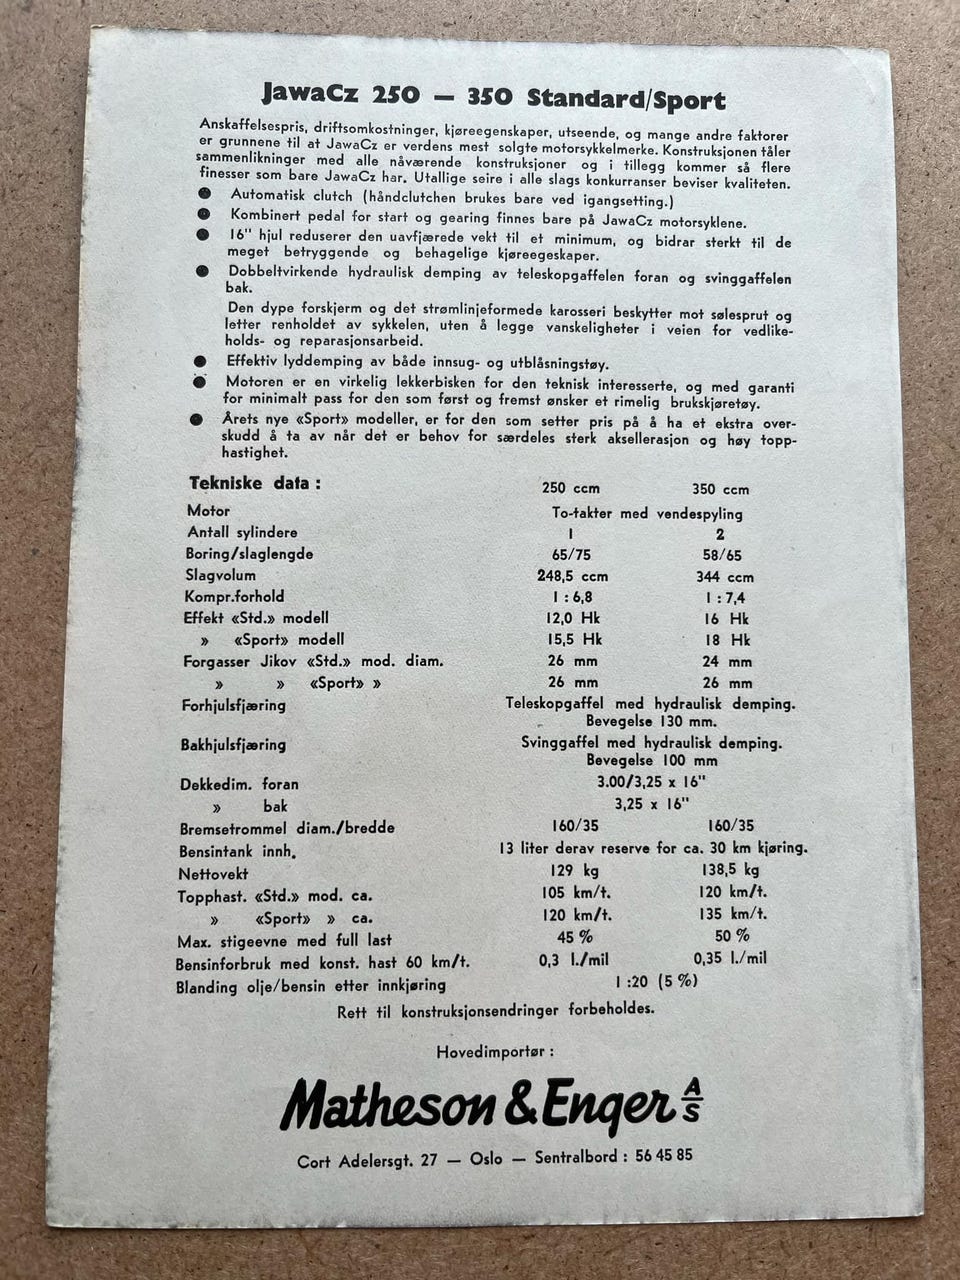 JawaCz 250 — 350 Standard/Sport
Anskaffelsespris, driftsomkostninger, kjøreegenskaper, utseende, og mange andre faktorer
er grunnene til at JawaCz er verdens mest solgte motorsykkelmerke. Konstruksjonen tåler
sammenlikninger med alle nåværende konstruksjoner og i tillegg kommer så flere
finesser som bare JawaCz har. Utallige seire i alle slags konkurranser beviser kvaliteten.
● Automatisk clutch (håndclutchen brukes bare ved igangsetting.)
● Kombinert pedal for start og gearing finnes bare på JawaCz motorsyklene.
● 16" hjul reduserer den uavfjærede vekt til et minimum, og bidrar sterkt til de
meget betryggende og behagelige kjøreegeskaper.
● Dobbeltvirkende hydraulisk demping av teleskopgaffelen foran og svinggaffelen
bak.
Den dype forskjerm og det strømlinjeformede karosseri beskytter mot sølesprut og
letter renholdet av sykkelen, uten å legge vanskeligheter i veien for vedlike-
holds- og reparasjonsarbeid.
● Effektiv lyddemping av både innsug- og utblåsningstøy.
● Motoren er en virkelig lekkerbisken for den teknisk interesserte, og med garanti
for minimalt pass for den som først og fremst ønsker et rimelig brukskjøretøy.
● Årets nye «Sport» modeller, er for den som setter pris på å ha et ekstra over-
skudd å ta av når det er behov for særdeles sterk aksellerasjon og høy topp-
hastighet.
Tekniske data : 250 ccm 350 ccm
Motor To-takter med vendespyling
Antall sylindere 1 2
Boring/slaglengde 65/75 58/65
Slagvolum 248,5 ccm 344 ccm
Kompr.forhold 1 : 6,8 1 : 7,4
Effekt «Std.» modell 12,0 Hk 16 Hk
» «Sport» modell 15,5 Hk 18 Hk
Forgasser Jikov «Std.» mod. diam. 26 mm 24 mm
» » «Sport» » 26 mm 26 mm
Forhjulsfjæring Teleskopgaffel med hydraulisk demping.
Bevegelse 130 mm.
Bakhjulsfjæring Svinggaffel med hydraulisk demping.
Bevegelse 100 mm
Dekkedim. foran 3.00/3,25 x 16"
» bak 3,25 x 16"
Bremsetrommel diam./bredde 160/35 160/35
Bensintank innh. 13 liter derav reserve for ca. 30 km kjøring.
Nettovekt 129 kg 138,5 kg
Topphast. «Std.» mod. ca. 105 km/t. 120 km/t.
» «Sport» » ca. 120 km/t. 135 km/t.
Max. stigeevne med full last 45 % 50 %
Bensinforbruk med konst. hast 60 km/t. 0,3 l./mil 0,35 l./mil
Blanding olje/bensin etter innkjøring 1 :20 (5 %)
Rett til konstruksjonsendringer forbeholdes.
Hovedimportør :
Matheson & Enger A/S
Cort Adelersgt. 27 — Oslo — Sentralbord : 56 45 85